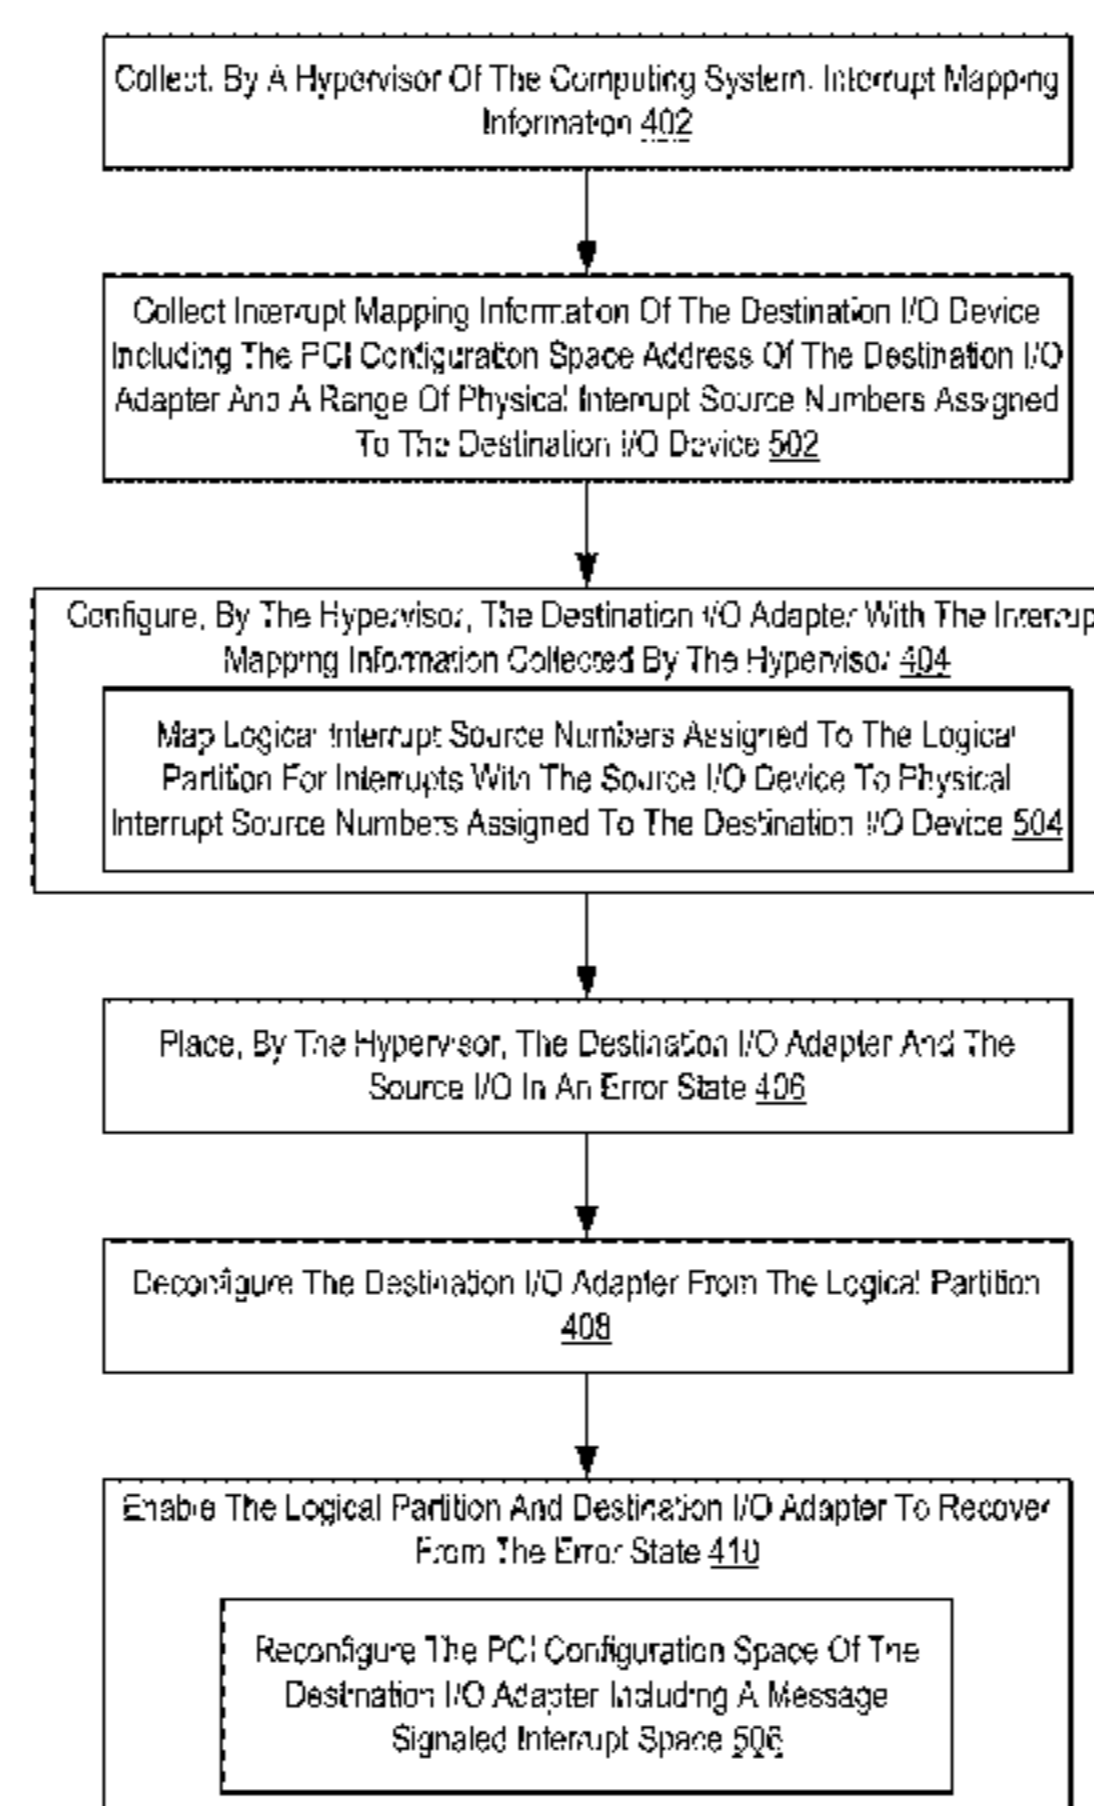 Collect, By A Hypervisor Of The Computing System, Interrupt Mapping
Information 402
Collect Interrupt Mapping Information Of The Destination I/O Device
Including The PCI Configuration Space Address Of The Destination I/O
Adapter And A Range Of Physical Interrupt Source Numbers Assigned
To The Destination I/O Device 502
Configure, By The Hypervisor, The Destination I/O Adapter With The Interrup
Mapping Information Collected By The Hypervisor 404
Map Logical Interrupt Source Numbers Assigned To The Logical
Partition For Interrupts With The Source I/O Device To Physical
Interrupt Source Numbers Assigned To The Destination I/O Device 504
Place, By The Hypervisor, The Destination I/O Adapter And The
Source I/O In An Error State 406
Deconfigure The Destination I/O Adapter From The Logical Partition
408
Enable The Logical Partition And Destination I/O Adapter To Recover
From The Error State 410
Reconfigure The PCI Configuration Space Of The
Destination I/O Adapter Including A Message
Signaled Interrupt Space 506